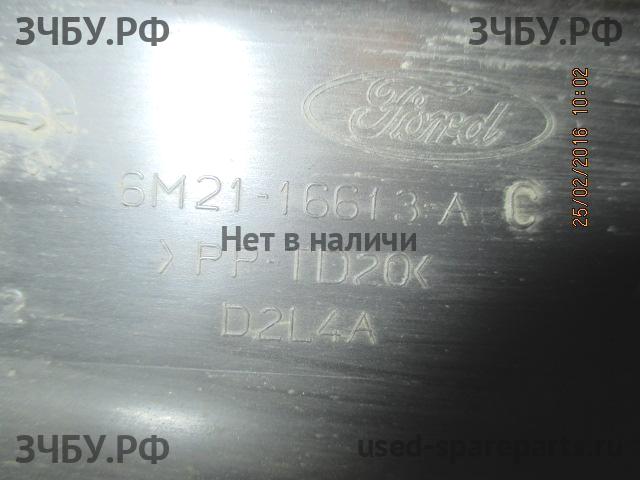 ЗЧБУ.РФ ЗЧБУ.РФ
Ford
25/02/2016 10:02
6M21-16613-A C
Нет в наличи
>PP-TD20<
D2L4A
2
ЗЧБУ.РФ used-spareparts.ru